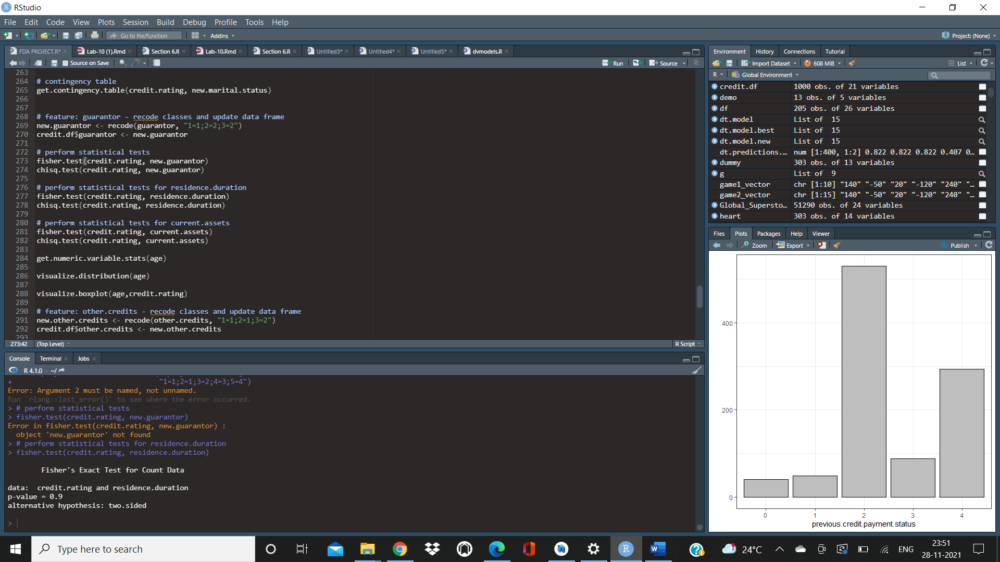 RStudio
File Edit Code View Plots Session Build Debug Profile Tools Help
Go to file/function Addins Project: (None)
FDA PROJECT.R* Lab-10 (1).Rmd Section 6.R Lab-10.Rmd Section 6.R Untitled3* Untitled4* Untitled5* dvmodels.R
Source on Save Run Source
263
264 # contingency table
265 get.contingency.table(credit.rating, new.marital.status)
266
267
268 # feature: guarantor - recode classes and update data frame
269 new.guarantor <- recode(guarantor, "1=1;2=2;3=2")
270 credit.df$guarantor <- new.guarantor
271
272 # perform statistical tests
273 fisher.test(credit.rating, new.guarantor)
274 chisq.test(credit.rating, new.guarantor)
275
276 # perform statistical tests for residence.duration
277 fisher.test(credit.rating, residence.duration)
278 chisq.test(credit.rating, residence.duration)
279
280 # perform statistical tests for current.assets
281 fisher.test(credit.rating, current.assets)
282 chisq.test(credit.rating, current.assets)
283
284 get.numeric.variable.stats(age)
285
286 visualize.distribution(age)
287
288 visualize.boxplot(age,credit.rating)
289
290 # feature: other.credits - recode classes and update data frame
291 new.other.credits <- recode(other.credits, "1=1;2=1;3=2")
292 credit.df$other.credits <- new.other.credits
293
273:42 (Top Level) R Script
Console Terminal Jobs
R 4.1.0 · ~/
+ "1=1;2=1;3=2;4=3;5=4")
Error: Argument 2 must be named, not unnamed.
Run `rlang::last_error()` to see where the error occurred.
> # perform statistical tests
> fisher.test(credit.rating, new.guarantor)
Error in fisher.test(credit.rating, new.guarantor) :
object 'new.guarantor' not found
> # perform statistical tests for residence.duration
> fisher.test(credit.rating, residence.duration)
Fisher's Exact Test for Count Data
data: credit.rating and residence.duration
p-value = 0.9
alternative hypothesis: two.sided
>
Environment History Connections Tutorial
Import Dataset 608 MiB List
R Global Environment
credit.df 1000 obs. of 21 variables
demo 13 obs. of 5 variables
df 205 obs. of 26 variables
dt.model List of 15
dt.model.best List of 15
dt.model.new List of 15
dt.predictions.… num [1:400, 1:2] 0.822 0.822 0.822 0.407 0…
dummy 303 obs. of 13 variables
g List of 9
game1_vector chr [1:10] "140" "-50" "20" "-120" "240" "…
game2_vector chr [1:15] "140" "-50" "20" "-120" "240" "…
Global_Supersto… 51290 obs. of 24 variables
heart 303 obs. of 14 variables
Files Plots Packages Help Viewer
Zoom Export Publish
400
200
0
0 1 2 3 4
previous.credit.payment.status
Type here to search
24°C ENG
23:51
28-11-2021